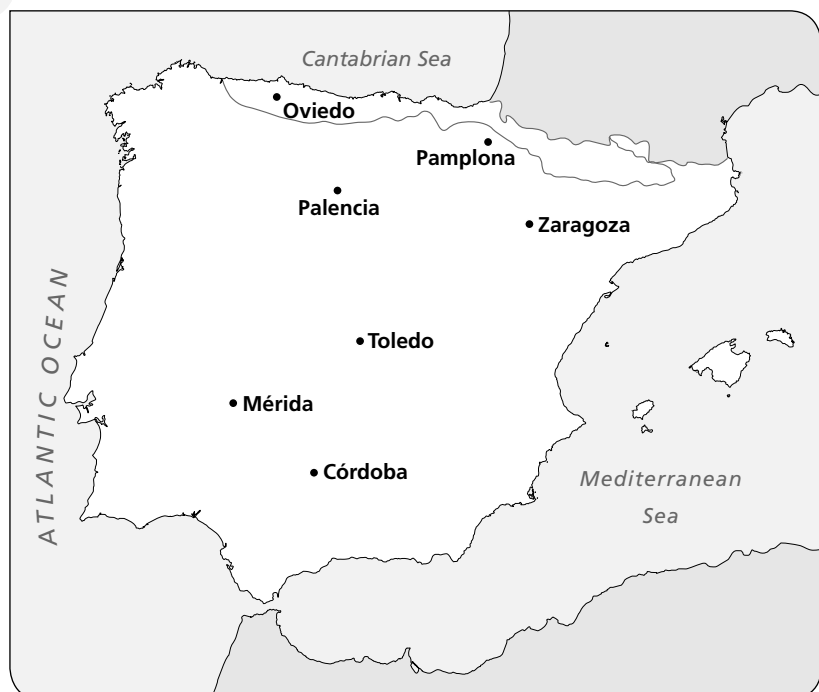 Cantabrian Sea
Oviedo
Pamplona
Palencia
Zaragoza
ATLANTIC OCEAN
Toledo
Mérida
Córdoba
Mediterranean
Sea